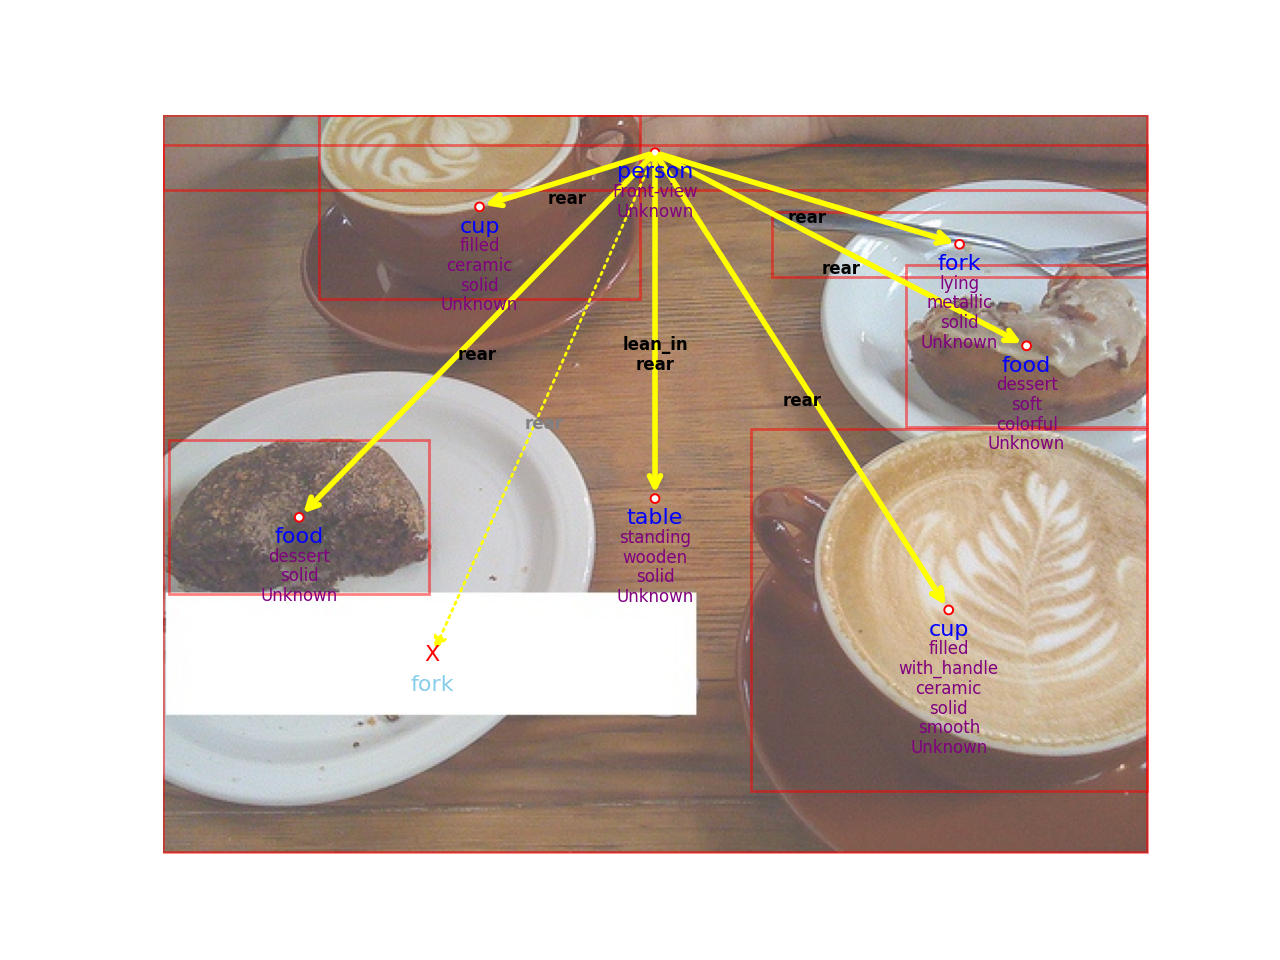 person
front-view
Unknown
rear
cup
filled
ceramic
solid
Unknown
rear
fork
lying
metallic
solid
Unknown
rear
food
dessert
soft
colorful
Unknown
lean_in
rear
rear
rear
rear
table
standing
wooden
solid
Unknown
food
dessert
solid
Unknown
X
fork
cup
filled
with_handle
ceramic
solid
smooth
Unknown